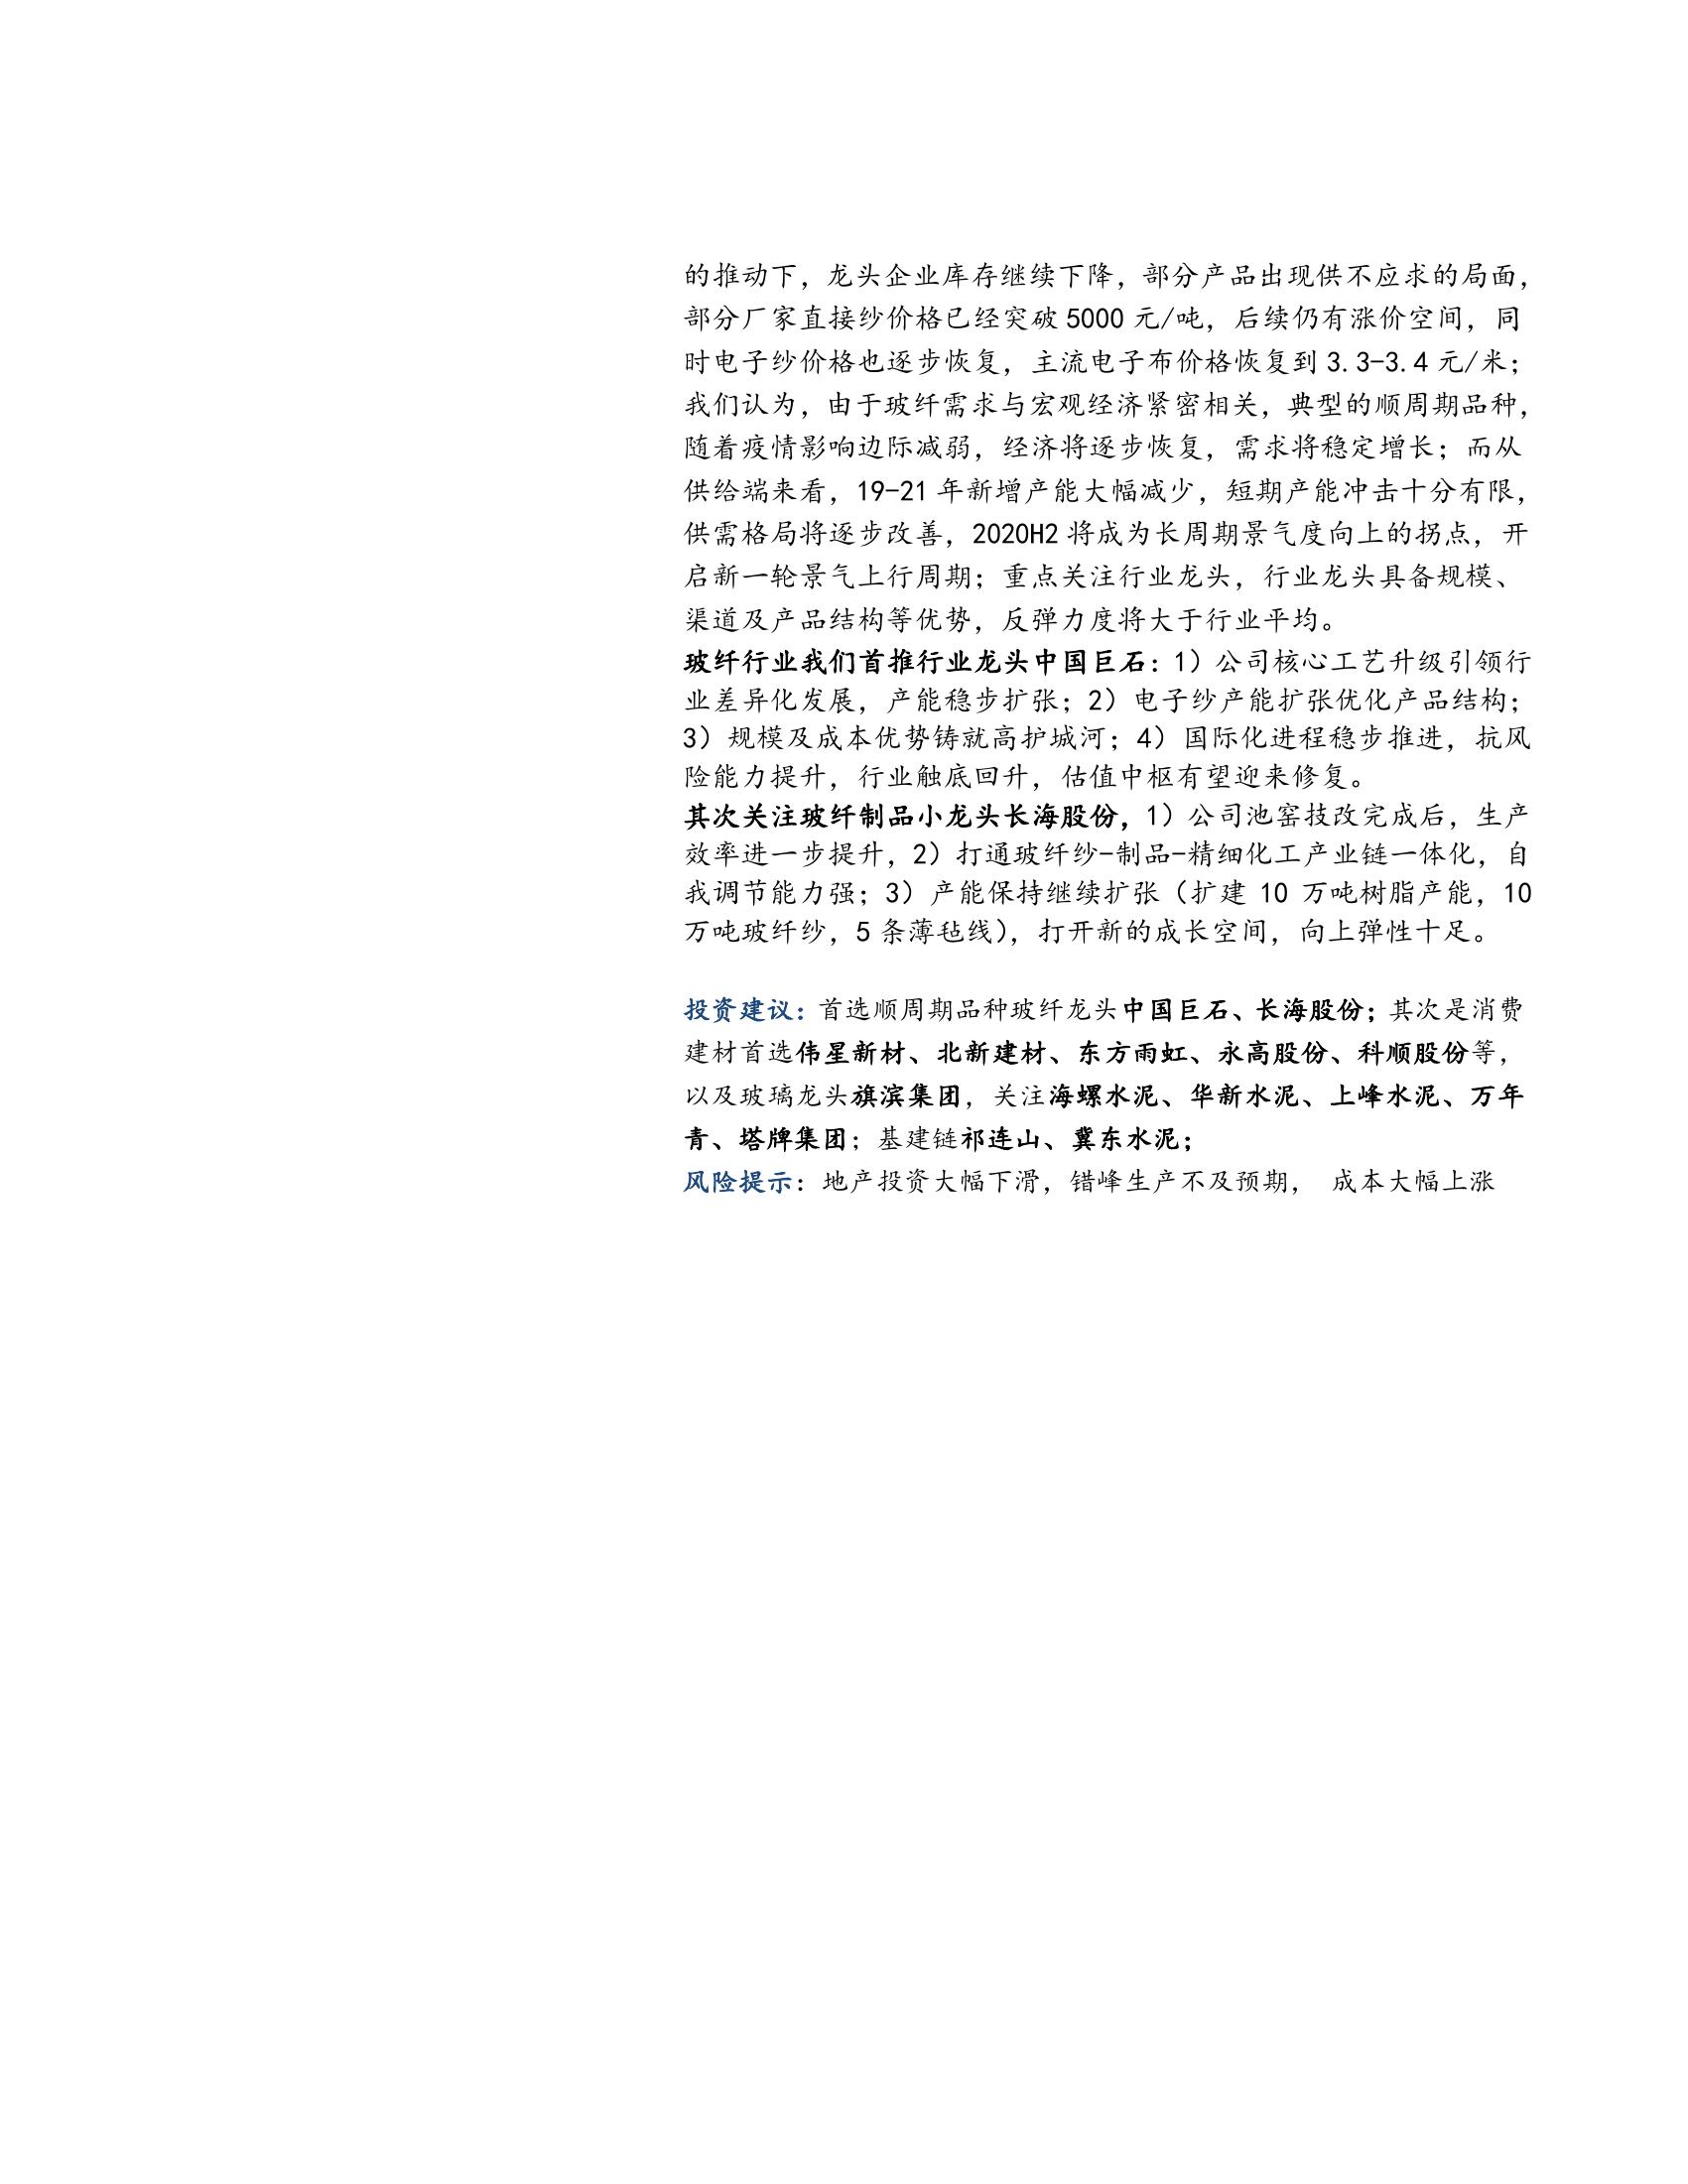 的推动下，龙头企业库存继续下降，部分产品出现供不应求的局面，
部分厂家直接纱价格已经突破 5000 元/吨，后续仍有涨价空间，同
时电子纱价格也逐步恢复，主流电子布价格恢复到 3.3-3.4 元/米；
我们认为，由于玻纤需求与宏观经济紧密相关，典型的顺周期品种，
随着疫情影响边际减弱，经济将逐步恢复，需求将稳定增长；而从
供给端来看，19-21 年新增产能大幅减少，短期产能冲击十分有限，
供需格局将逐步改善，2020H2 将成为长周期景气度向上的拐点，开
启新一轮景气上行周期；重点关注行业龙头，行业龙头具备规模、
渠道及产品结构等优势，反弹力度将大于行业平均。
玻纤行业我们首推行业龙头中国巨石：1）公司核心工艺升级引领行
业差异化发展，产能稳步扩张；2）电子纱产能扩张优化产品结构；
3）规模及成本优势铸就高护城河；4）国际化进程稳步推进，抗风
险能力提升，行业触底回升，估值中枢有望迎来修复。
其次关注玻纤制品小龙头长海股份，1）公司池窑技改完成后，生产
效率进一步提升，2）打通玻纤纱-制品-精细化工产业链一体化，自
我调节能力强；3）产能保持继续扩张（扩建 10 万吨树脂产能，10
万吨玻纤纱，5 条薄毡线），打开新的成长空间，向上弹性十足。
投资建议：首选顺周期品种玻纤龙头中国巨石、长海股份；其次是消费
建材首选伟星新材、北新建材、东方雨虹、永高股份、科顺股份等，
以及玻璃龙头旗滨集团，关注海螺水泥、华新水泥、上峰水泥、万年
青、塔牌集团；基建链祁连山、冀东水泥；
风险提示：地产投资大幅下滑，错峰生产不及预期， 成本大幅上涨